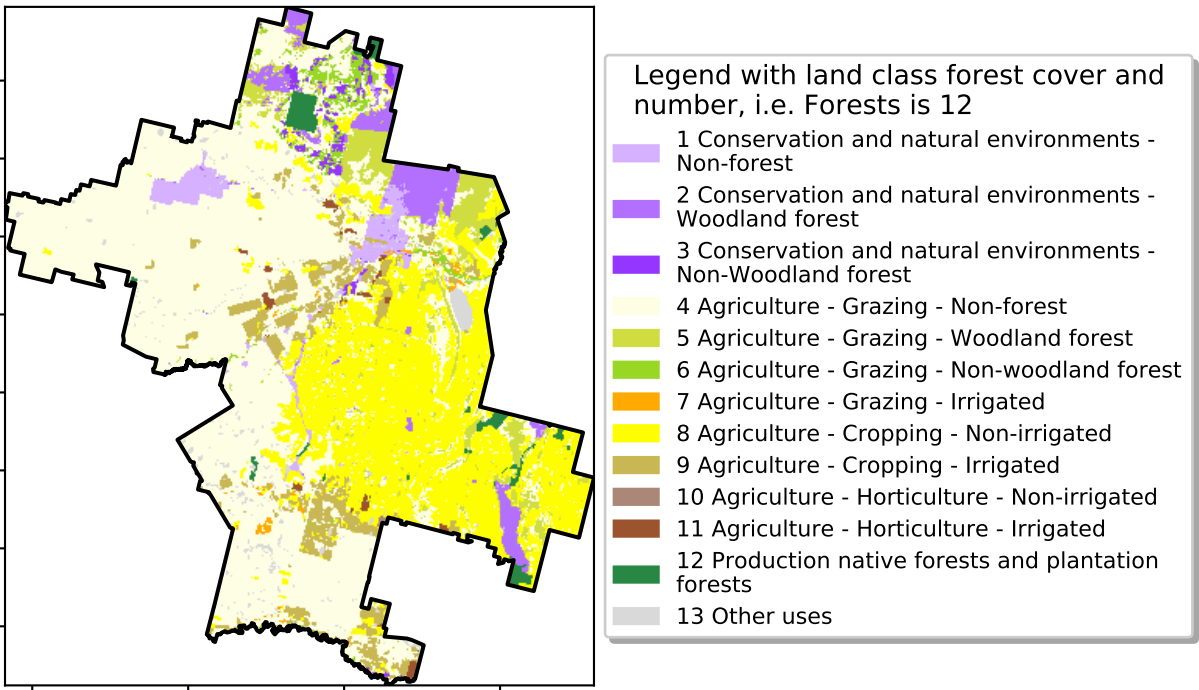 Legend with land class forest cover and
number, i.e. Forests is 12
1 Conservation and natural environments -
Non-forest
2 Conservation and natural environments -
Woodland forest
3 Conservation and natural environments -
Non-Woodland forest
4 Agriculture - Grazing - Non-forest
5 Agriculture - Grazing - Woodland forest
6 Agriculture - Grazing - Non-woodland forest
7 Agriculture - Grazing - Irrigated
8 Agriculture - Cropping - Non-irrigated
9 Agriculture - Cropping - Irrigated
10 Agriculture - Horticulture - Non-irrigated
11 Agriculture - Horticulture - Irrigated
12 Production native forests and plantation
forests
13 Other uses